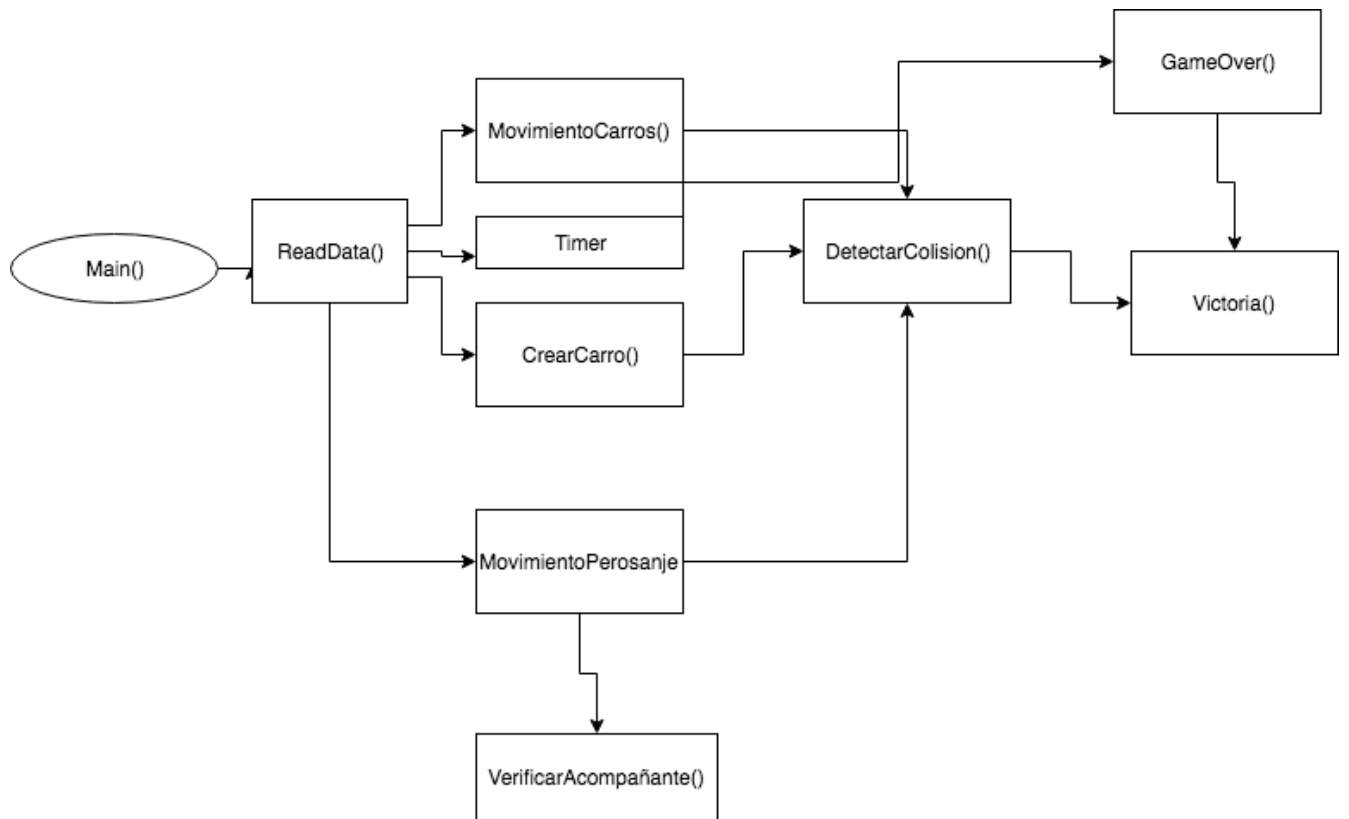 GameOver()
MovimientoCarros()
Timer
ReadData()
DetectarColision()
Main()
Victoria()
CrearCarro()
MovimientoPerosanje
VerificarAcompañante()